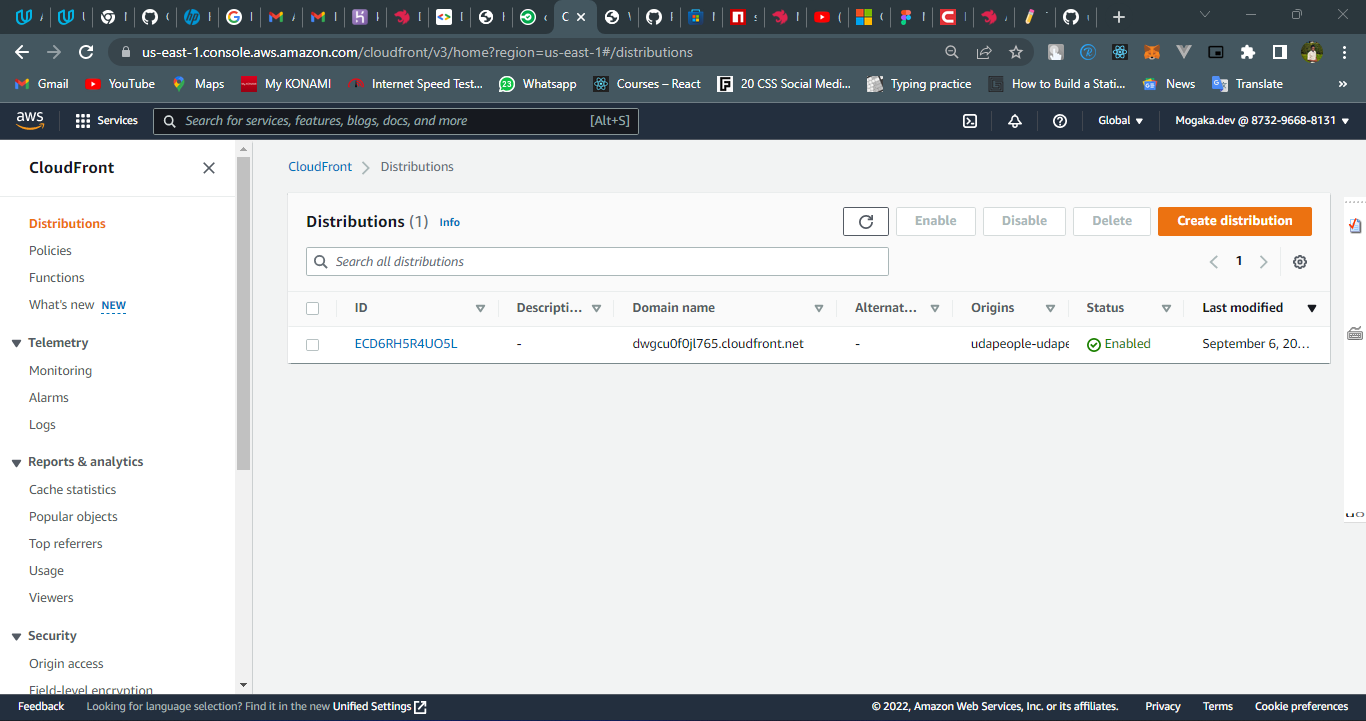 us-east-1.console.aws.amazon.com/cloudfront/v3/home?region=us-east-1#/distributions
Gmail YouTube Maps My KONAMI Internet Speed Test... Whatsapp Courses – React 20 CSS Social Medi... Typing practice How to Build a Stati... News Translate »
aws Services Search for services, features, blogs, docs, and more [Alt+S] Global Mogaka.dev @ 8732-9668-8131
CloudFront
Distributions
Policies
Functions
What's new NEW
Telemetry
Monitoring
Alarms
Logs
Reports & analytics
Cache statistics
Popular objects
Top referrers
Usage
Viewers
Security
Origin access
Field-level encryption
CloudFront Distributions
Distributions (1) Info Enable Disable Delete Create distribution
Search all distributions 1
ID Descripti... Domain name Alternat... Origins Status Last modified
ECD6RH5R4UO5L - dwgcu0f0jl765.cloudfront.net - udapeople-udape Enabled September 6, 20...
Feedback Looking for language selection? Find it in the new Unified Settings © 2022, Amazon Web Services, Inc. or its affiliates. Privacy Terms Cookie preferences